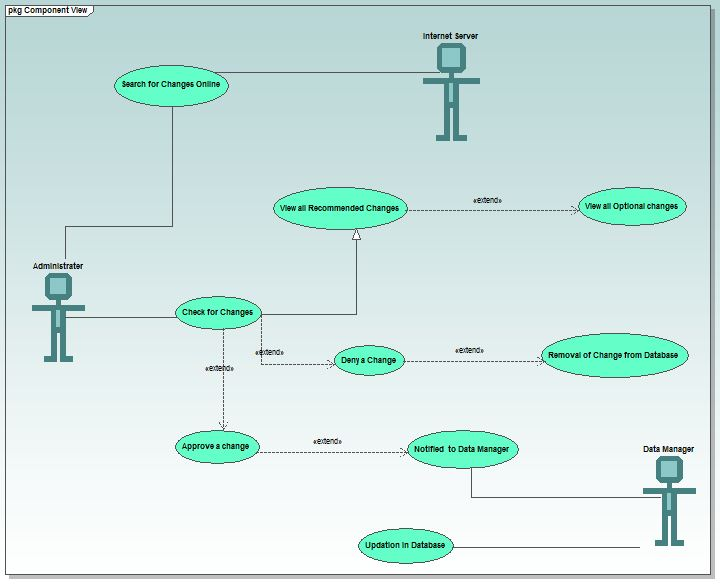 pkg Component View
Internet Server
Search for Changes Online
View all Recommended Changes
«extend»
View all Optional changes
Administrater
Check for Changes
«extend»
Deny a Change
«extend»
Removal of Change from Database
«extend»
Approve a change
«extend»
Notified to Data Manager
Data Manager
Updation in Database